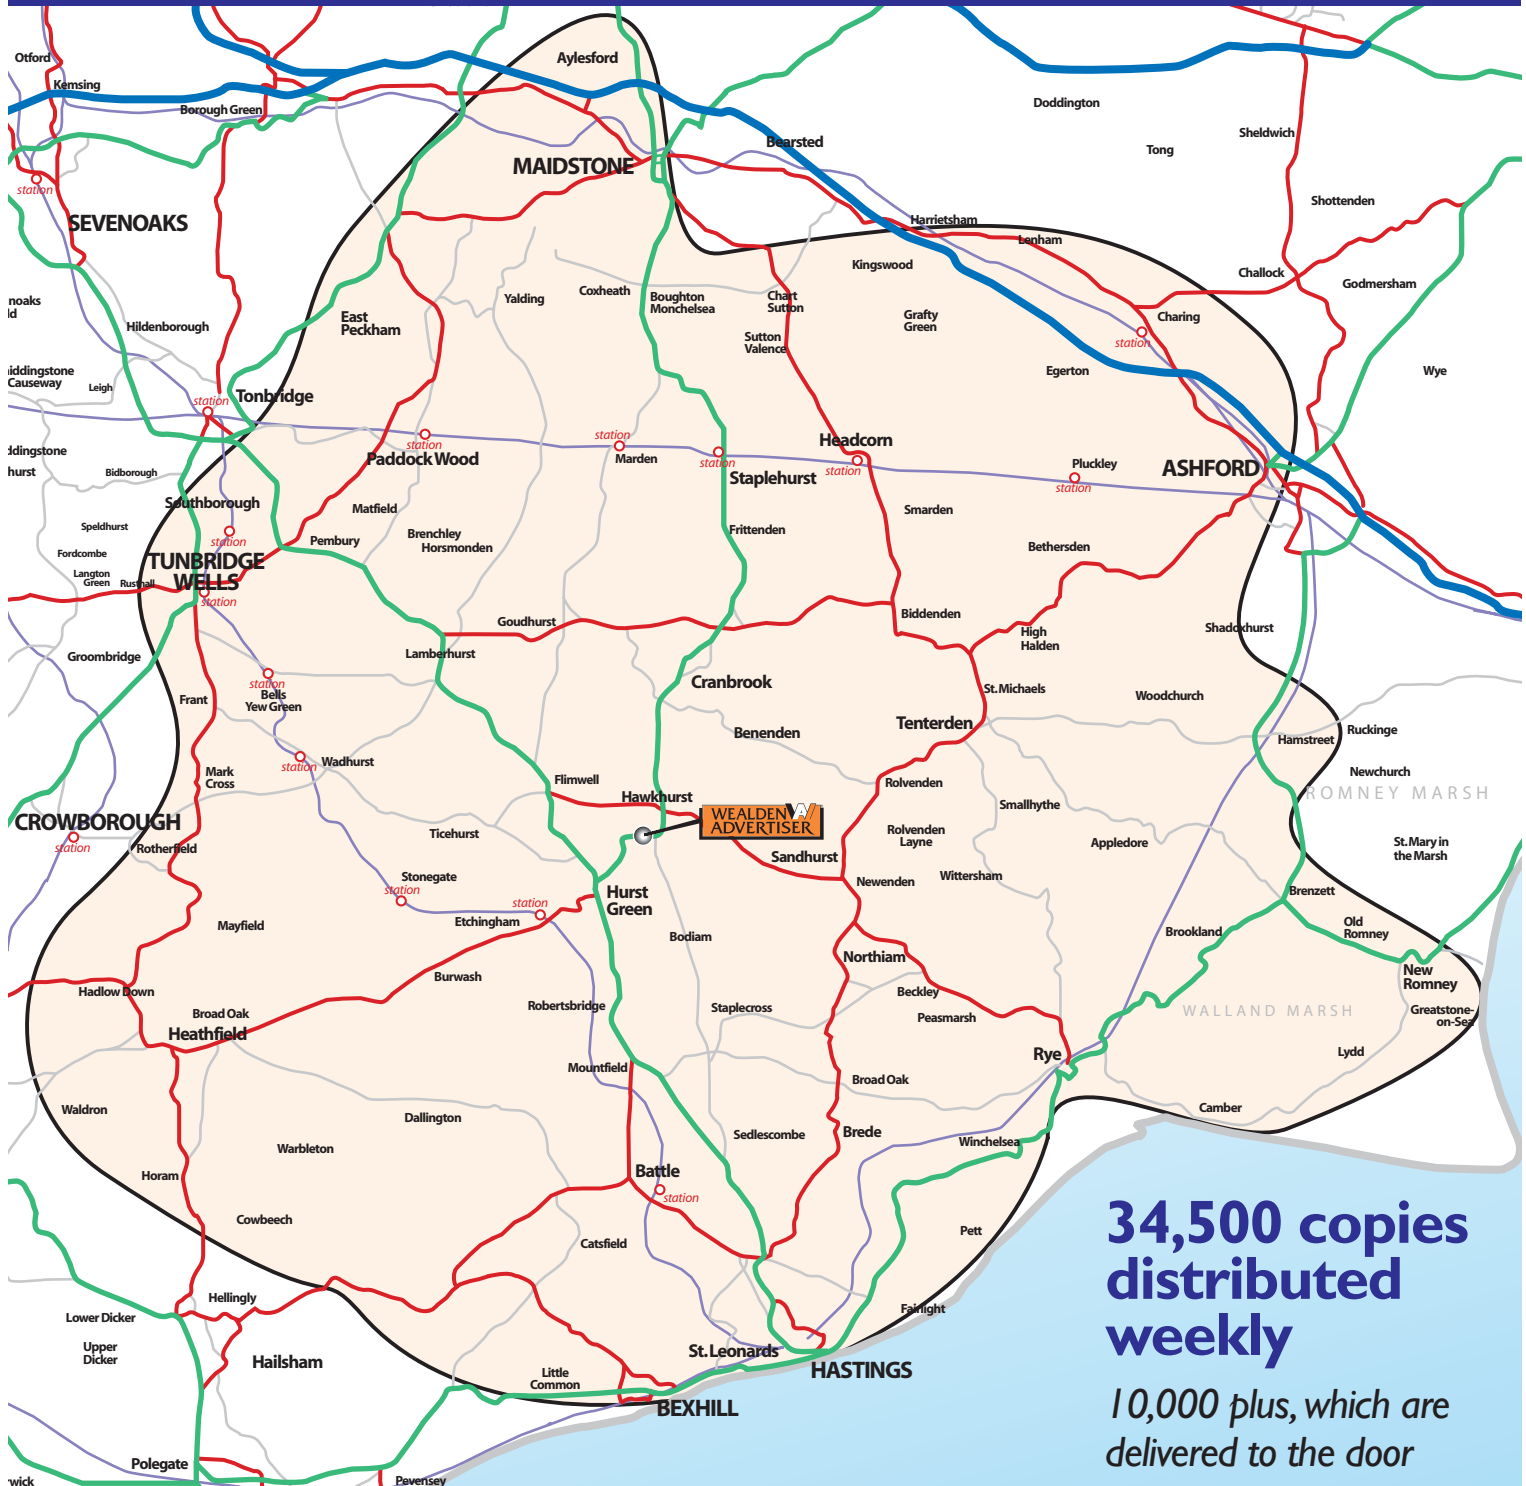 Otford
Kemsing
Borough Green
Aylesford
Doddington
Sheldwich
Tong
Bearsted
MAIDSTONE
station
SEVENOAKS
Shottenden
Harrietsham
Lenham
Kingswood
Challock
Godmersham
noaks
ld
Hildenborough
East
Peckham
Yalding
Coxheath
Boughton
Monchelsea
Chart
Sutton
Sutton
Valence
Grafty
Green
Charing
station
Egerton
Wye
iddingstone
Causeway
Leigh
station
Tonbridge
ddingstone
hurst
Bidborough
station
Paddock Wood
station
Marden
station
Staplehurst
Headcorn
station
Pluckley
station
ASHFORD
Southborough
Matfield
Brenchley
Horsmonden
Frittenden
Smarden
Bethersden
Speldhurst
Fordcombe
Langton
Green
Rusthall
station
Pembury
TUNBRIDGE
WELLS
station
Goudhurst
Biddenden
High
Halden
Shadoxhurst
Groombridge
Lamberhurst
Cranbrook
St. Michaels
Woodchurch
Frant
station
Bells
Yew Green
Benenden
Tenterden
Hamstreet
Ruckinge
Newchurch
ROMNEY MARSH
Mark
Cross
station
Wadhurst
Flimwell
Hawkhurst
Rolvenden
Smallhythe
WEALDEN
ADVERTISER
CROWBOROUGH
station
Rotherfield
Ticehurst
Sandhurst
Rolvenden
Layne
Appledore
St. Mary in
the Marsh
Stonegate
station
station
Hurst
Green
Newenden
Wittersham
Brenzett
Mayfield
Etchingham
Bodiam
Brookland
Old
Romney
Northiam
New
Romney
Hadlow Down
Burwash
Broad Oak
Heathfield
Robertsbridge
Staplecross
Beckley
Peasmarsh
WALLAND MARSH
Greatstone-
on-Sea
Rye
Lydd
Mountfield
Broad Oak
Waldron
Dallington
Camber
Sedlescombe
Brede
Winchelsea
Warbleton
Horam
Battle
station
Cowbeech
Catsfield
Pett
34,500 copies
distributed
weekly
10,000 plus, which are
delivered to the door
Hellingly
Lower Dicker
Upper
Dicker
Hailsham
Fairlight
St. Leonards
HASTINGS
Little
Common
BEXHILL
Polegate
Pevensey
rwick